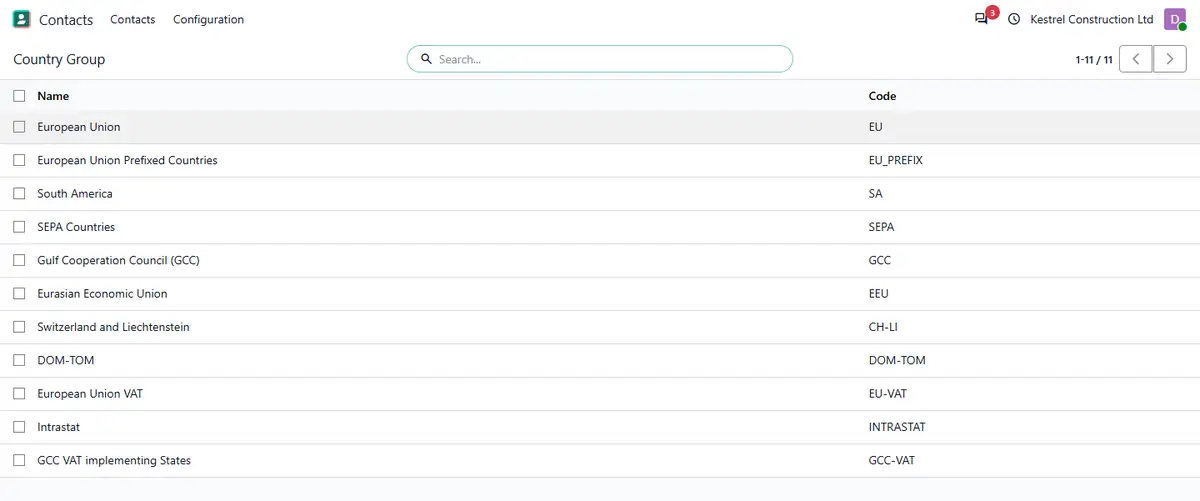 Contacts Contacts Configuration 3 Kestrel Construction Ltd D
Country Group Search... 1-11 / 11
Name Code
European Union EU
European Union Prefixed Countries EU_PREFIX
South America SA
SEPA Countries SEPA
Gulf Cooperation Council (GCC) GCC
Eurasian Economic Union EEU
Switzerland and Liechtenstein CH-LI
DOM-TOM DOM-TOM
European Union VAT EU-VAT
Intrastat INTRASTAT
GCC VAT implementing States GCC-VAT